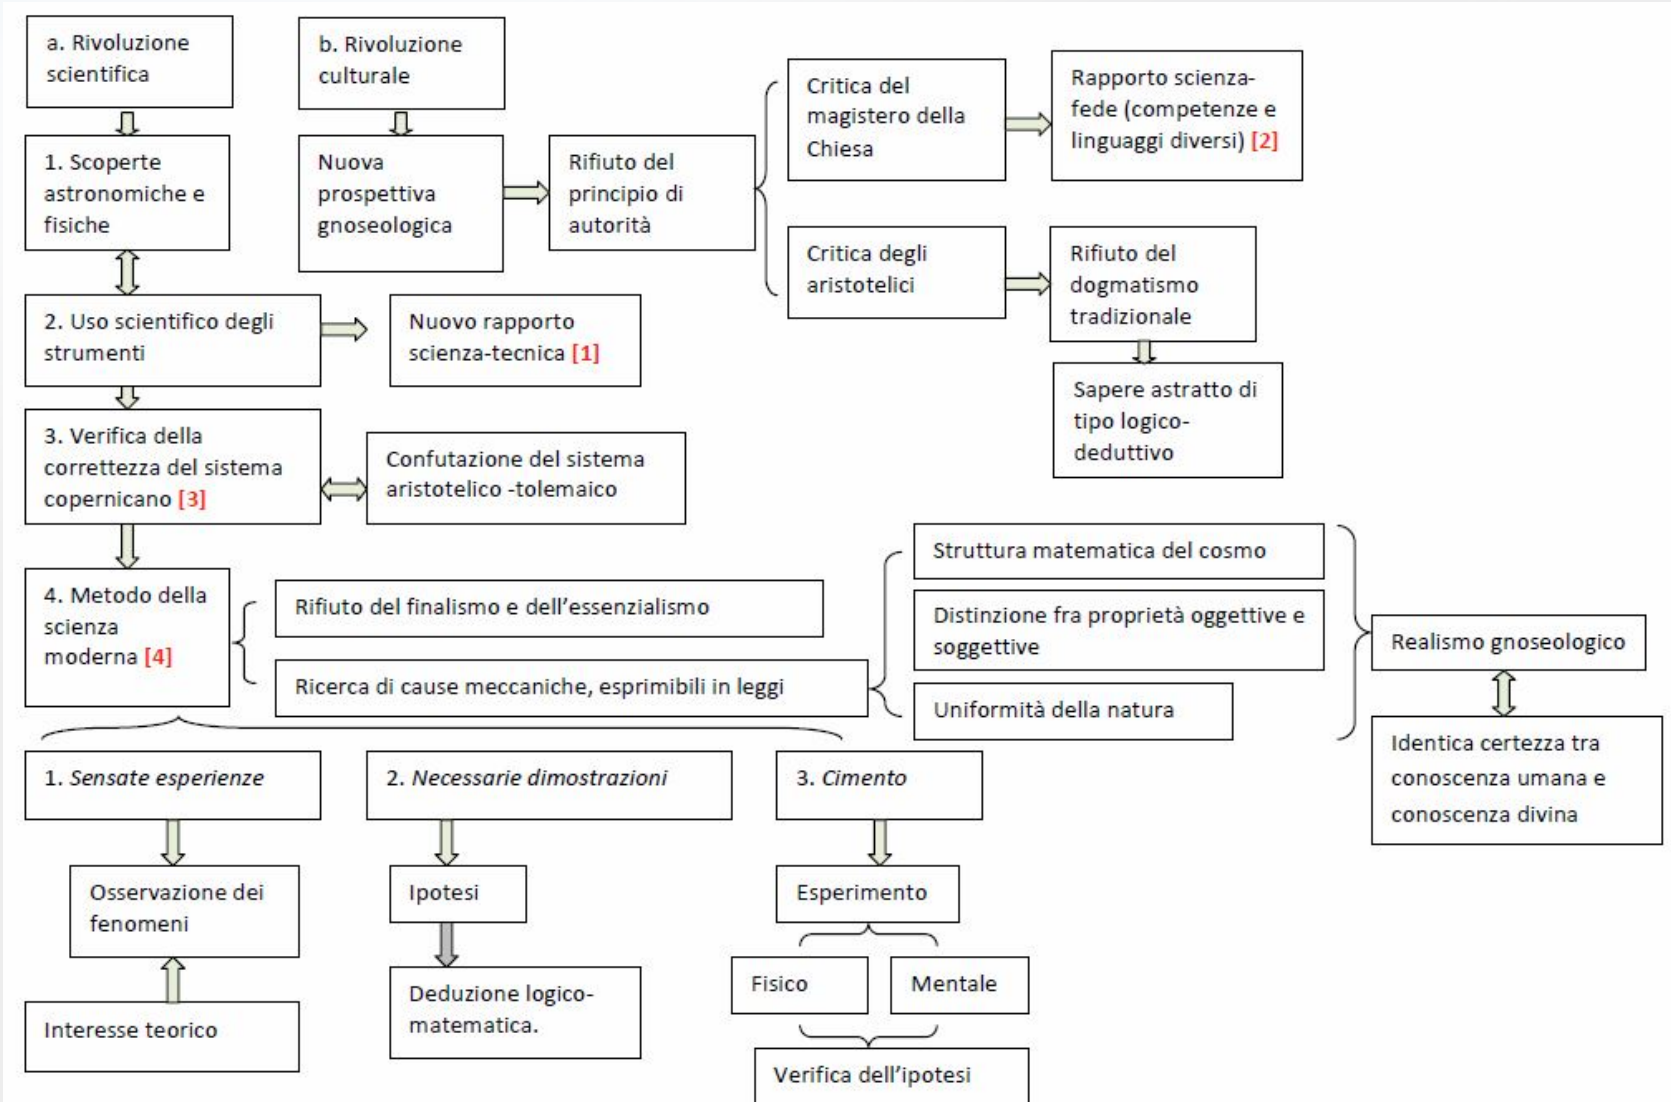 a. Rivoluzione
scientifica
b. Rivoluzione
culturale
Critica del
magistero della
Chiesa
Rapporto scienza-
fede (competenze e
linguaggi diversi) [2]
1. Scoperte
astronomiche e
fisiche
Nuova
prospettiva
gnoseologica
Rifiuto del
principio di
autorità
Critica degli
aristotelici
Rifiuto del
dogmatismo
tradizionale
2. Uso scientifico degli
strumenti
Nuovo rapporto
scienza-tecnica [1]
Sapere astratto di
tipo logico-
deduttivo
3. Verifica della
correttezza del sistema
copernicano [3]
Confutazione del sistema
aristotelico -tolemaico
4. Metodo della
scienza
moderna [4]
Rifiuto del finalismo e dell’essenzialismo
Ricerca di cause meccaniche, esprimibili in leggi
Struttura matematica del cosmo
Distinzione fra proprietà oggettive e
soggettive
Uniformità della natura
Realismo gnoseologico
Identica certezza tra
conoscenza umana e
conoscenza divina
1. Sensate esperienze
2. Necessarie dimostrazioni
3. Cimento
Osservazione dei
fenomeni
Ipotesi
Esperimento
Interesse teorico
Deduzione logico-
matematica.
Fisico
Mentale
Verifica dell’ipotesi